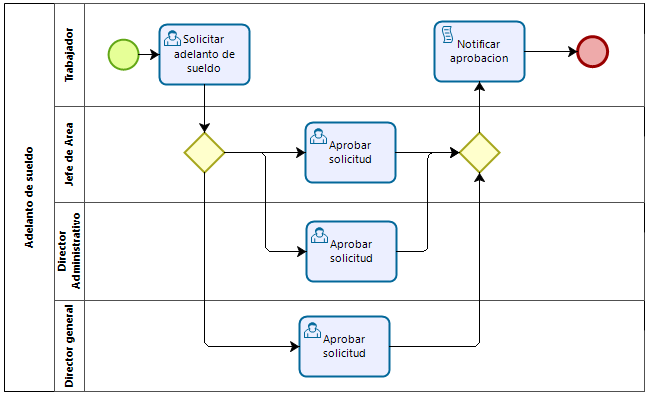 Adelanto de sueldo
Trabajador
Solicitar
adelanto de
sueldo
Notificar
aprobacion
Jefe de Area
Aprobar
solicitud
Director
Administrativo
Aprobar
solicitud
Director general
Aprobar
solicitud